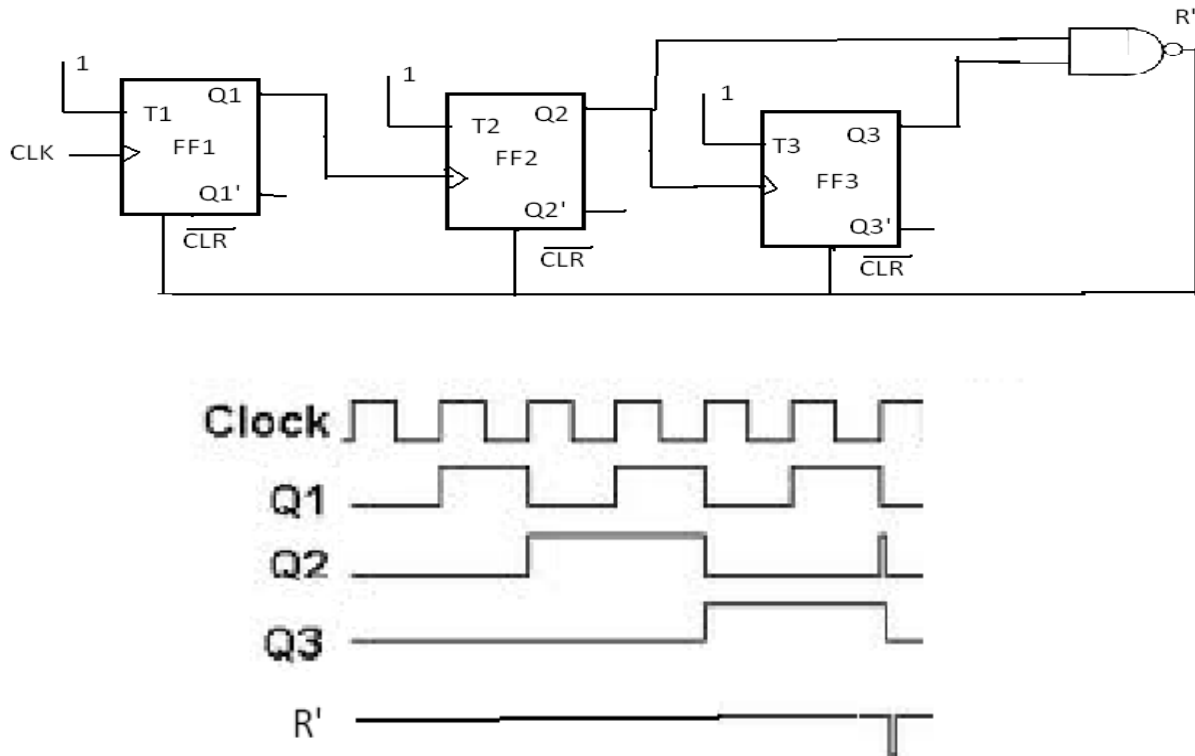 R'
1
1
1
T1
Q1
T2
Q2
T3
Q3
CLK
FF1
FF2
FF3
Q1'
Q2'
Q3'
CLR
CLR
CLR
Clock
Q1
Q2
Q3
R'